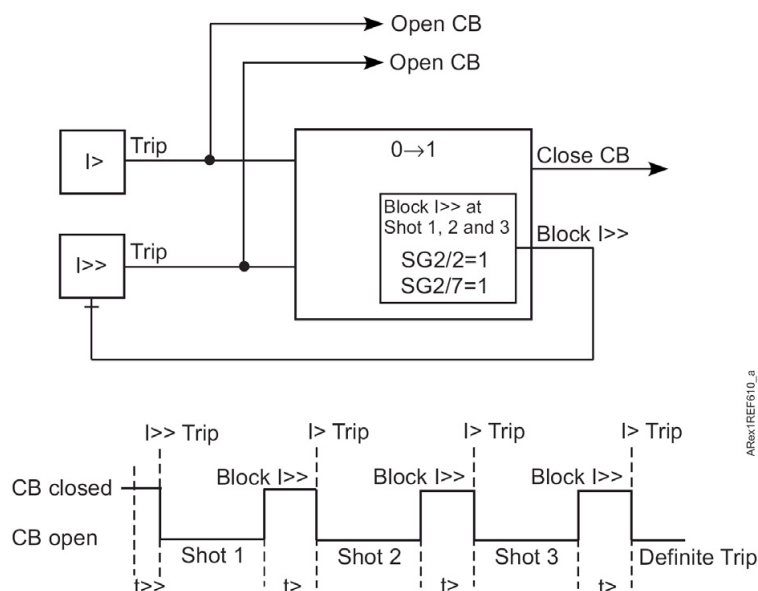 Open CB
Open CB
I>
Trip
0→1
Close CB
Block I>> at
Shot 1, 2 and 3
SG2/2=1
SG2/7=1
Block I>>
I>>
Trip
ARex1REF610_a
I>> Trip
I> Trip
I> Trip
I> Trip
CB closed
Block I>>
Block I>>
Block I>>
CB open
Shot 1
Shot 2
Shot 3
Definite Trip
t>>
t>
t>
t>